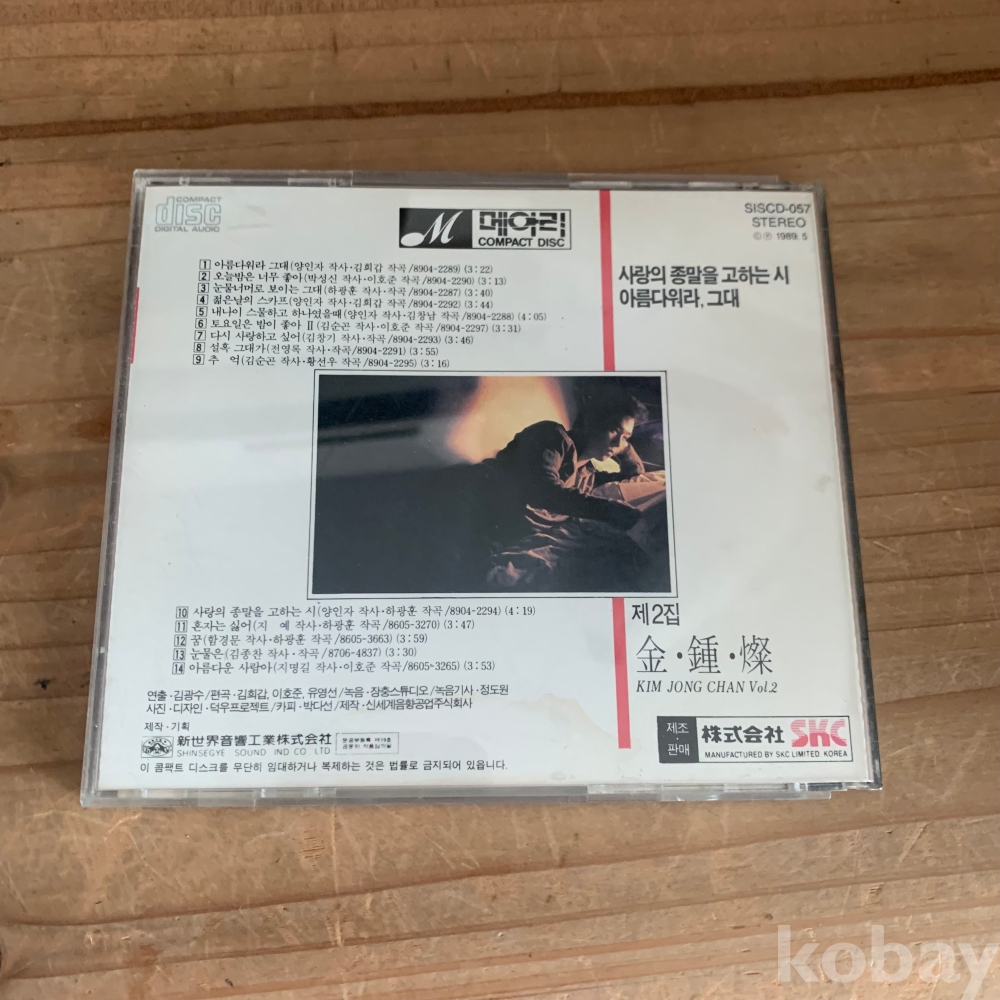 COMPACT
disc
DIGITAL AUDIO
M 메아리
COMPACT DISC
SISCD-057
STEREO
ⓒⓟ 1989. 5
사랑의 종말을 고하는 시
아름다워라, 그대
1 아름다워라 그대(양인자 작사·김희갑 작곡/8904-2289) (3:22)
2 오늘밤은 너무 좋아(박성신 작사·이호준 작곡/8904-2290) (3:13)
3 눈물너머로 보이는 그대(하광훈 작곡/8904-2287) (3:40)
4 젊은날의 스카프(양인자 작사·김희갑 작곡/8904-2292) (3:44)
5 내나이 스물하고 하나였을때(양인자 작사·김창남 작곡/8904-2288) (4:05)
6 토요일은 밤이 좋아 II(김순곤 작사·이호준 작곡/8904-2297) (3:31)
7 다시 사랑하고 싶어(김창기 작사·작곡/8904-2293) (3:46)
8 설혹 그대가(전영록 작사·작곡/8904-2291) (3:55)
9 추 억(김순곤 작사·황선우 작곡/8904-2295) (3:16)
10 사랑의 종말을 고하는 시(양인자 작사·하광훈 작곡/8904-2294) (4:19)
11 혼자는 싫어(지 예 작사·하광훈 작곡/8605-3270) (3:47)
12 꿈(함경문 작사·하광훈 작곡/8605-3663) (3:59)
13 눈물은(김종찬 작사·작곡/8706-4837) (3:30)
14 아름다운 사람아(지명길 작사·이호준 작곡/8605-3265) (3:53)
제2집
金·鍾·燦
KIM JONG CHAN Vol.2
연출·김광수/편곡·김희갑, 이호준, 유영선/녹음·장충스튜디오/녹음기사·정도원
사진·디자인·덕우프로젝트/카피·박다선/제작·신세계음향공업주식회사
제작·기획
新世界音響工業株式会社
SHINSEGYE SOUND IND CO LTD
이 콤팩트 디스크를 무단히 임대하거나 복제하는 것은 법률로 금지되어 있읍니다.
제조·판매
株式会社 SKC
MANUFACTURED BY SKC LIMITED. KOREA
kobay